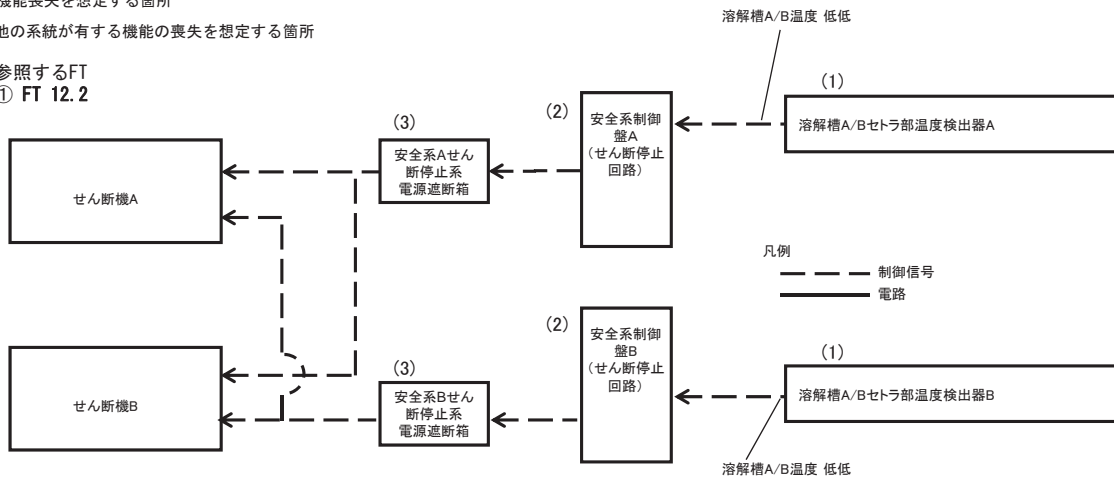 機能喪失を想定する箇所
他の系統が有する機能の喪失を想定する箇所
参照するFT
① FT 12.2
溶解槽A/B温度 低低
(1)
溶解槽A/Bセトラ部温度検出器A
(2)
安全系制御
盤A
(せん断停止
回路)
(3)
安全系Aせん
断停止系
電源遮断箱
せん断機A
凡例
制御信号
電路
(2)
安全系制御
盤B
(せん断停止
回路)
(1)
溶解槽A/Bセトラ部温度検出器B
(3)
安全系Bせん
断停止系
電源遮断箱
せん断機B
溶解槽A/B温度 低低